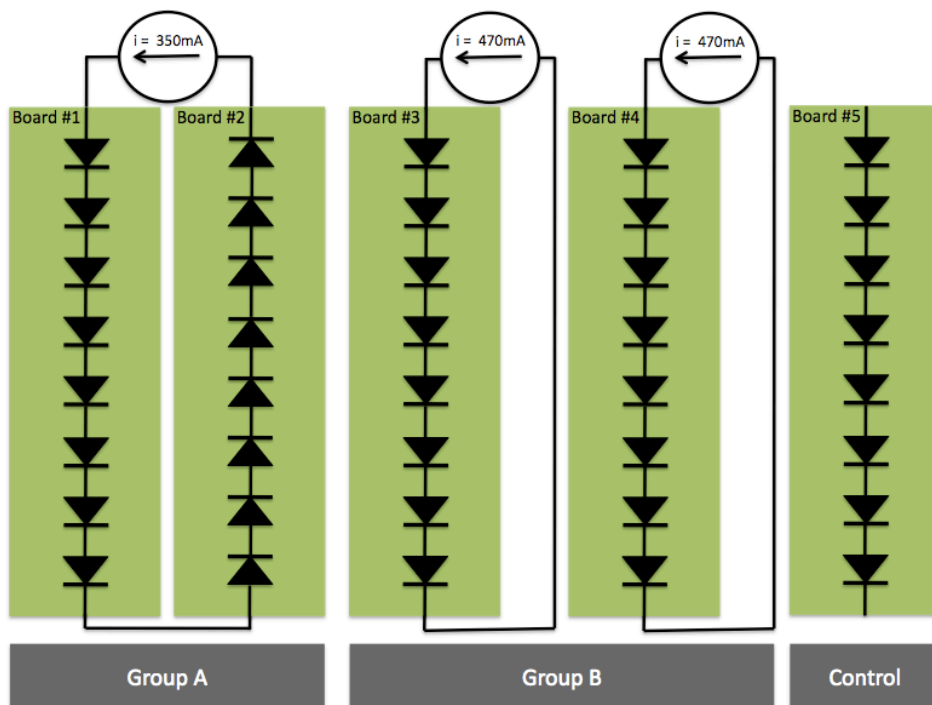 i =  350mA
i =  470mA
i =  470mA
Board #1
Board #2
Board #3
Board #4
Board #5
Group A
Group B
Control